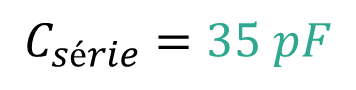 C_série = 35 pF